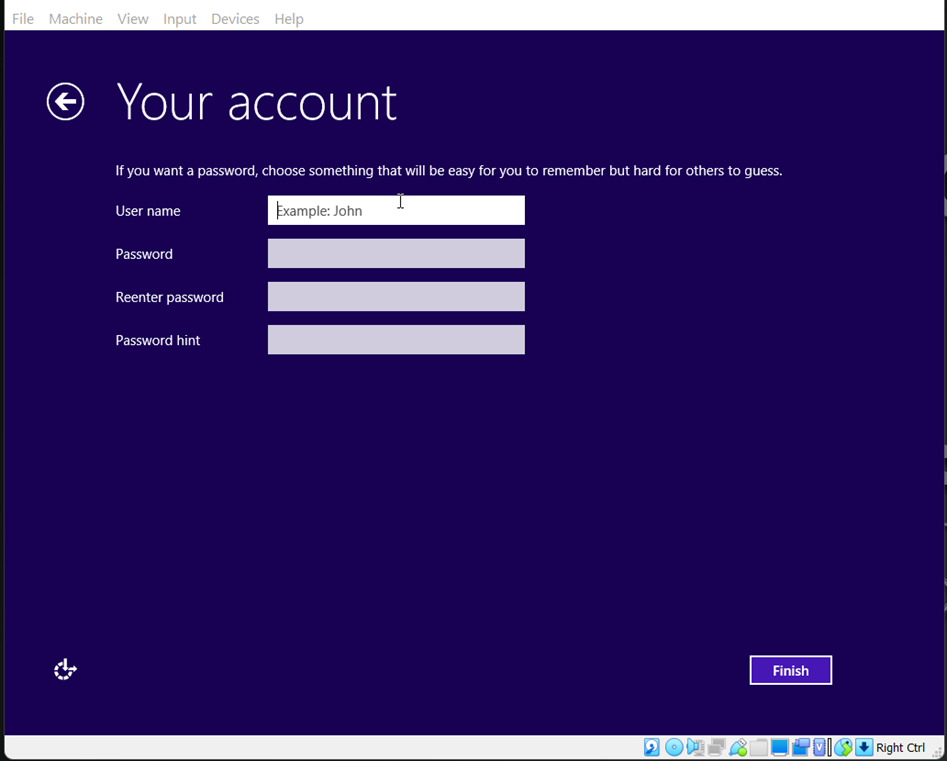 File Machine View Input Devices Help
Your account
If you want a password, choose something that will be easy for you to remember but hard for others to guess.
User name Example: John
Password
Reenter password
Password hint
Finish
Right Ctrl